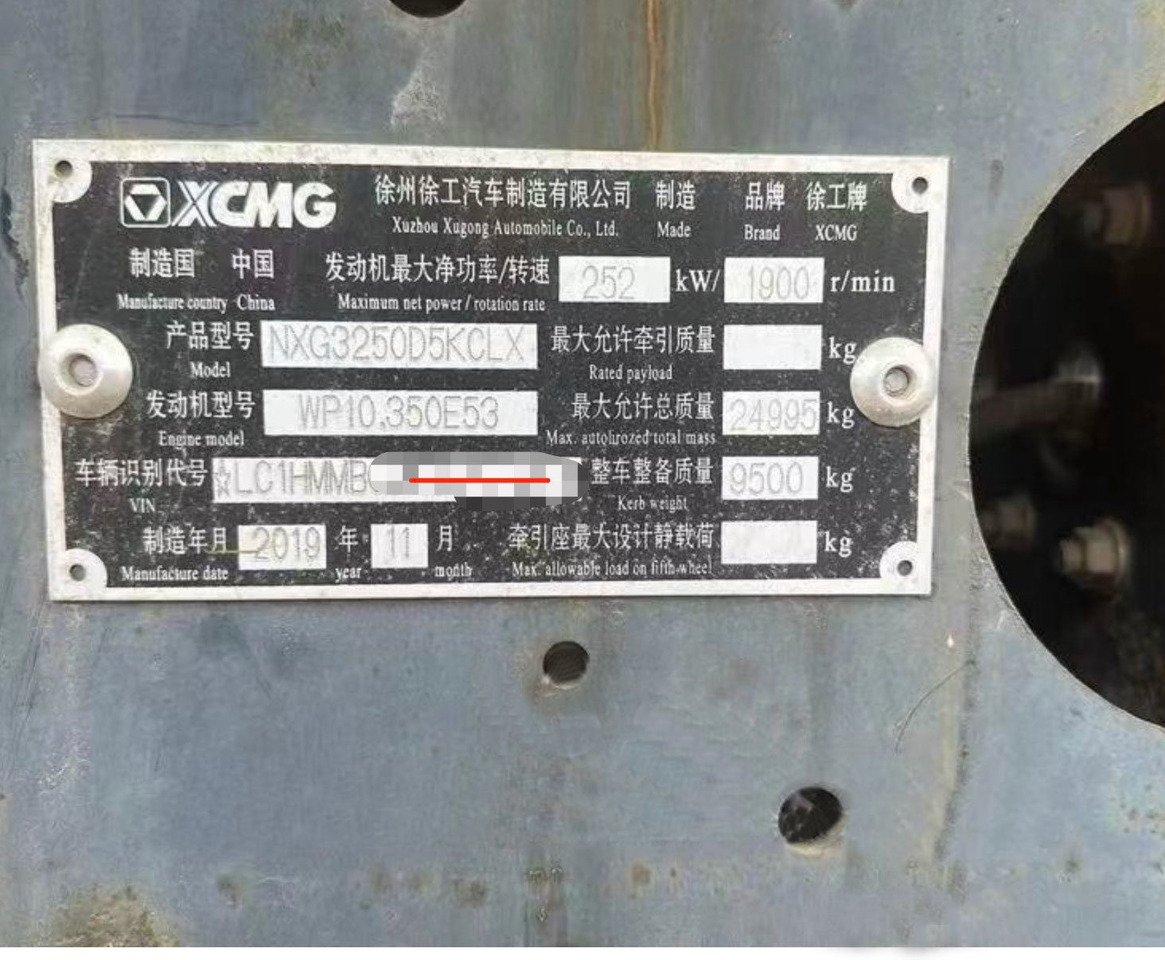 XCMG 徐州徐工汽车制造有限公司 制造 品牌 徐工牌
Xuzhou Xugong Automobile Co., Ltd. Made Brand XCMG
制造国 中国 发动机最大净功率/转速 252 kW/ 1900 r/min
Manufacture country China Maximum net power / rotation rate
产品型号 NXG3250D5KCLX 最大允许牵引质量 kg
Model Rated payload
发动机型号 WP10.350E53 最大允许总质量 24995 kg
Engine model Max. autohrozed total mass
车辆识别代号 ☆LC1HMMB 整车整备质量 9500 kg
VIN Kerb weight
制造年月 2019 年 11 月 牵引座最大设计静载荷 kg
Manufacture date year month Max. allowable load on fifth wheel